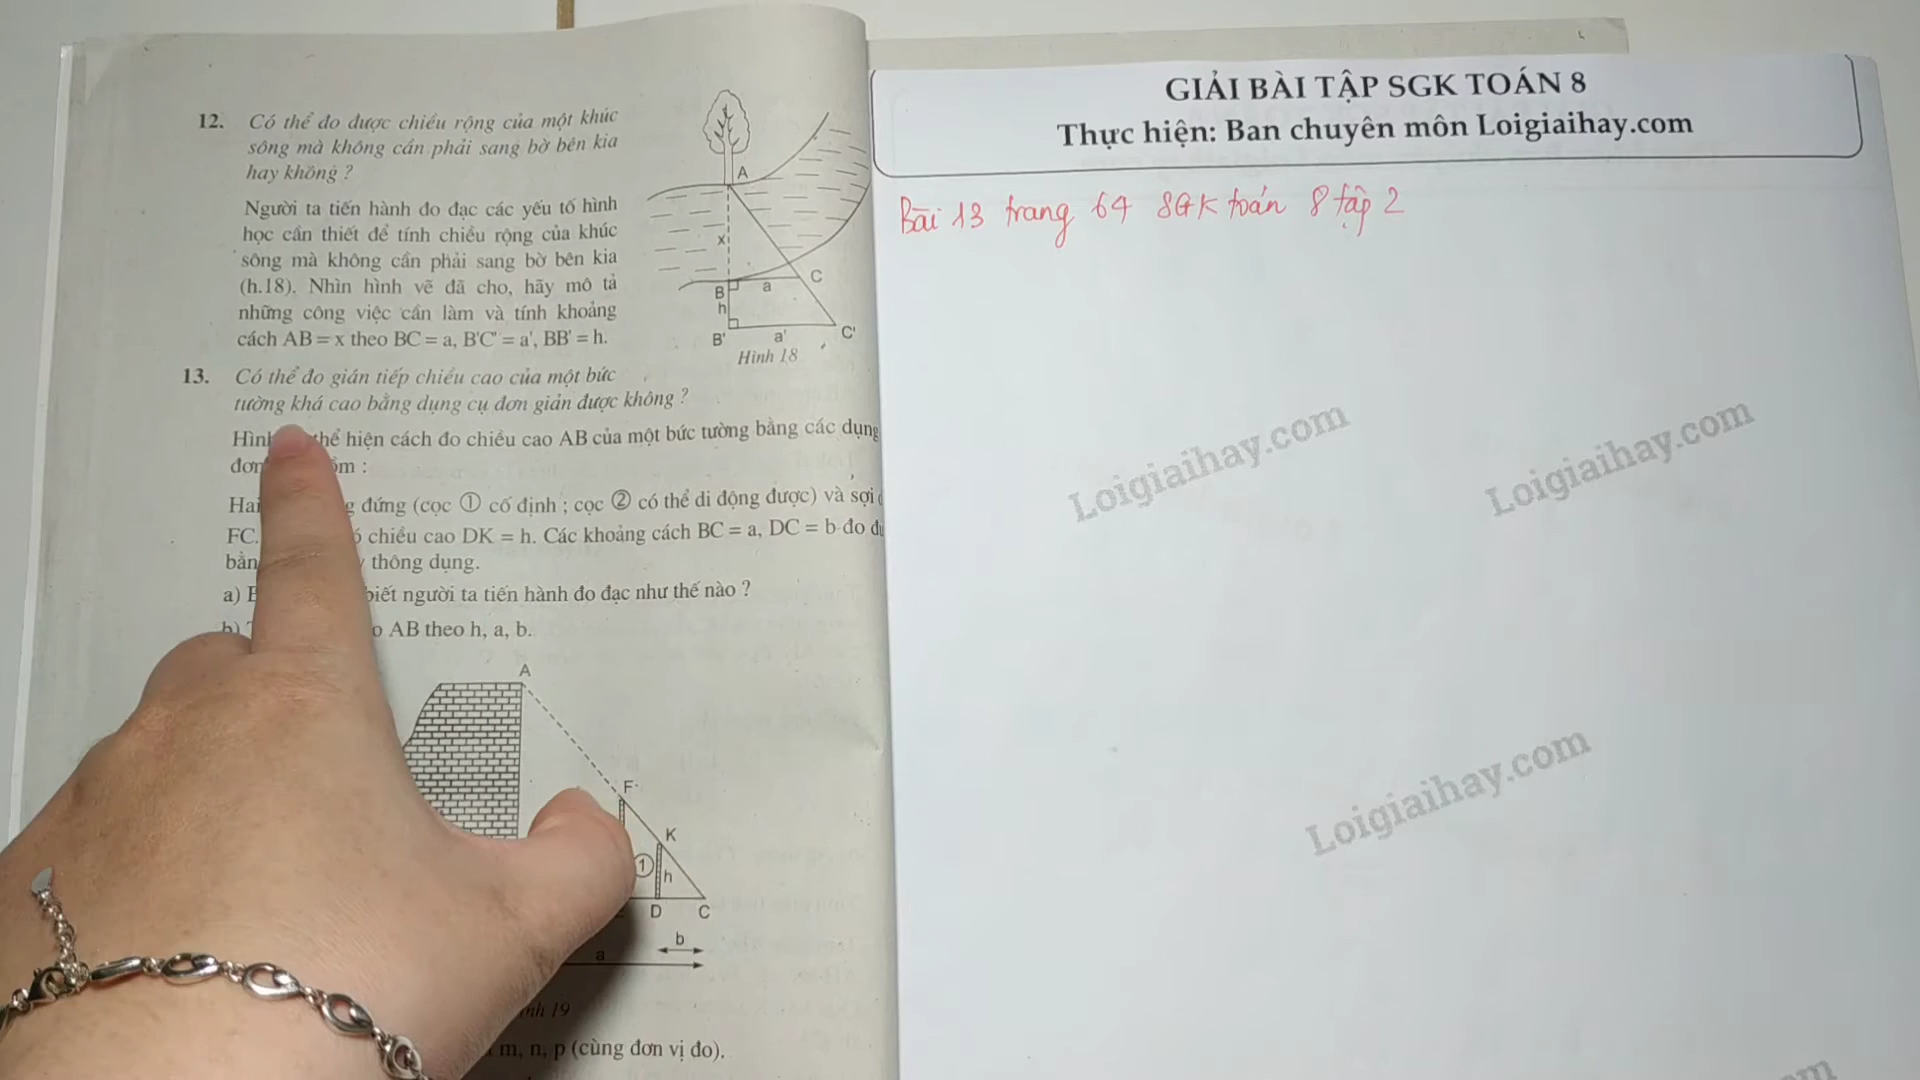 12. Có thể đo được chiều rộng của một khúc
sông mà không cần phải sang bờ bên kia
hay không ?
Người ta tiến hành đo đạc các yếu tố hình
học cần thiết để tính chiều rộng của khúc
sông mà không cần phải sang bờ bên kia
(h.18). Nhìn hình vẽ đã cho, hãy mô tả
những công việc cần làm và tính khoảng
cách AB = x theo BC = a, B'C' = a', BB' = h.
A
x
B
a
C
h
B'
a'
C'
Hình 18
13. Có thể đo gián tiếp chiều cao của một bức
tường khá cao bằng dụng cụ đơn giản được không ?
thể hiện cách đo chiều cao AB của một bức tường bằng các dụng
:
Hai đứng (cọc ① cố định ; cọc ② có thể di động được) và sợi
FC. chiều cao DK = h. Các khoảng cách BC = a, DC = b đo
thông dụng.
a) biết người ta tiến hành đo đạc như thế nào ?
b) AB theo h, a, b.
A
F
K
① h
D C
b
a
19
m, n, p (cùng đơn vị đo).
GIẢI BÀI TẬP SGK TOÁN 8
Thực hiện: Ban chuyên môn Loigiaihay.com
Bài 13 trang 64 SGK toán 8 tập 2
Loigiaihay.com
Loigiaihay.com
Loigiaihay.com